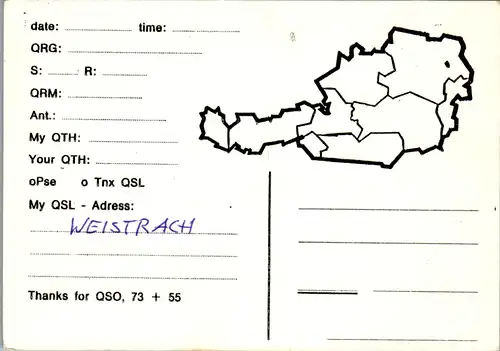 date: time:
QRG:
S: R:
QRM:
Ant.:
My QTH:
Your QTH:
oPse o Tnx QSL
My QSL - Adress:
WEISTRACH
Thanks for QSO, 73 + 55